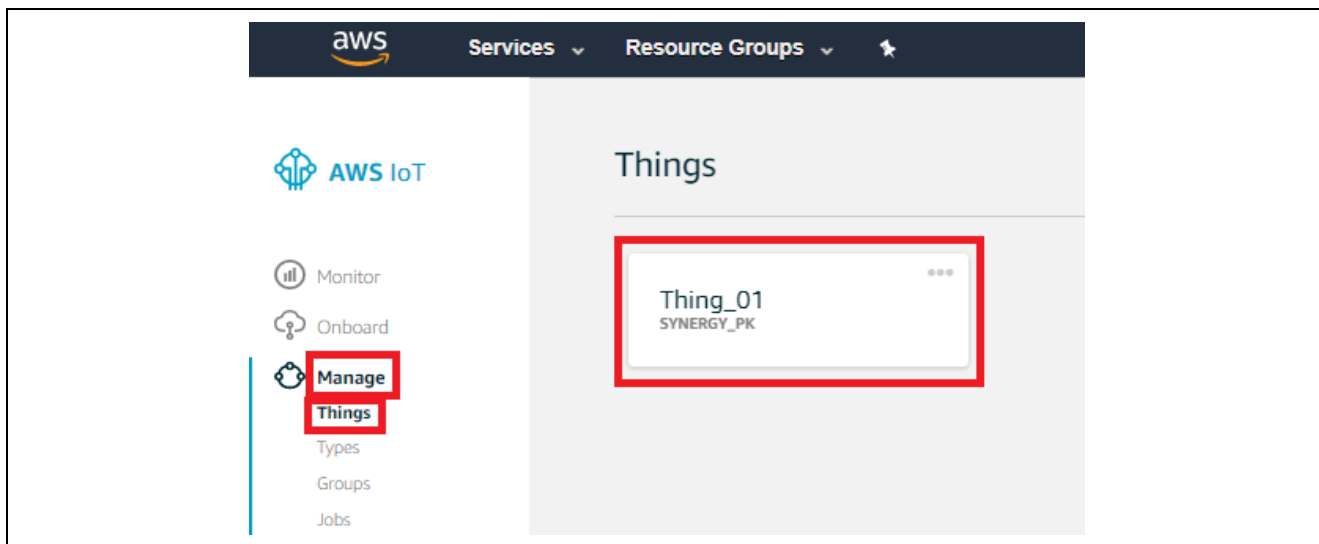 aws Services Resource Groups
AWS IoT
Things
Monitor
Onboard
Manage
Things
Types
Groups
Jobs
Thing_01
SYNERGY_PK